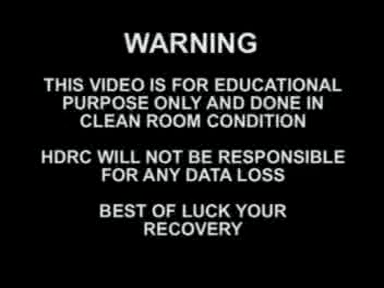 WARNING
THIS VIDEO IS FOR EDUCATIONAL
PURPOSE ONLY AND DONE IN
CLEAN ROOM CONDITION
HDRC WILL NOT BE RESPONSIBLE
FOR ANY DATA LOSS
BEST OF LUCK YOUR
RECOVERY